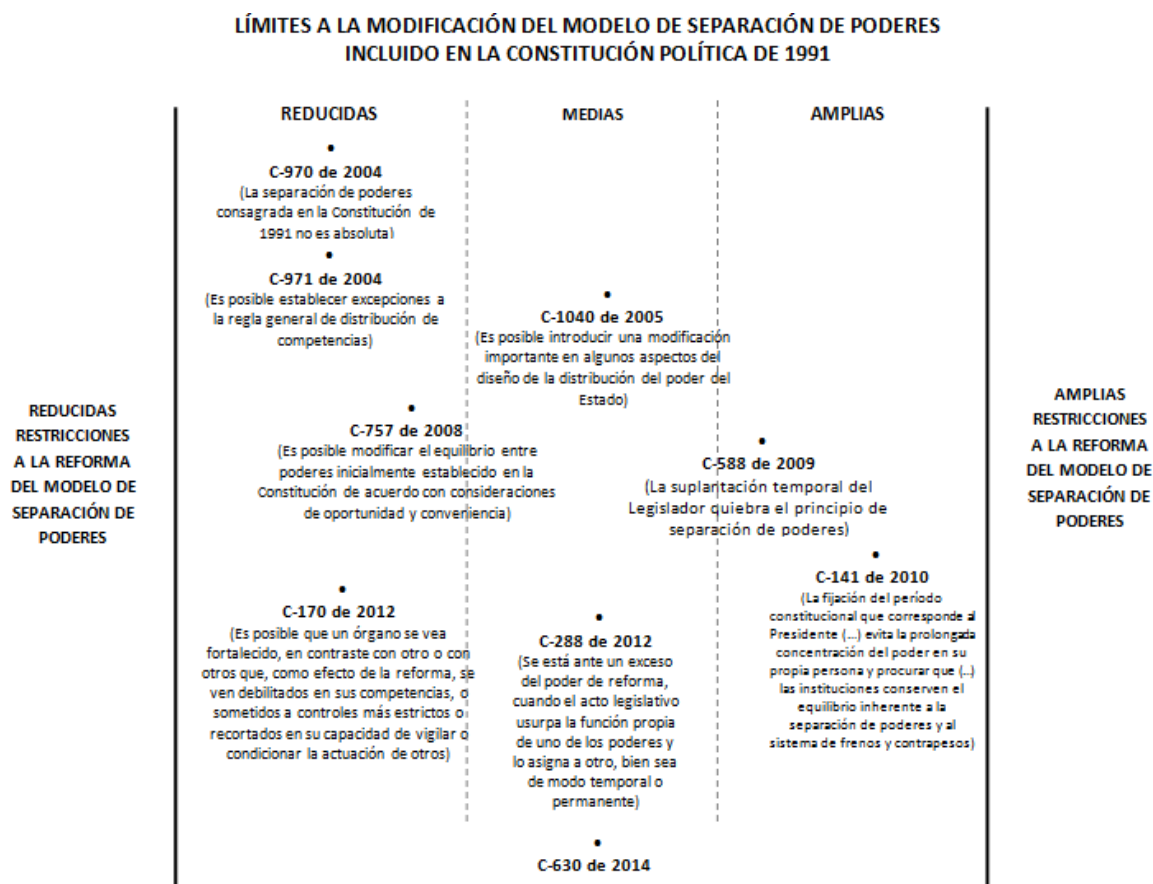 LÍMITES A LA MODIFICACIÓN DEL MODELO DE SEPARACIÓN DE PODERES
INCLUIDO EN LA CONSTITUCIÓN POLÍTICA DE 1991
REDUCIDAS
MEDIAS
AMPLIAS
REDUCIDAS
RESTRICCIONES
A LA REFORMA
DEL MODELO DE
SEPARACIÓN DE
PODERES
• 
C-970 de 2004
(La separación de poderes
consagrada en la Constitución de
1991 no es absoluta)
•
C-971 de 2004
(Es posible establecer excepciones a
la regla general de distribución de
competencias)
•
C-1040 de 2005
(Es posible introducir una modificación
importante en algunos aspectos del
diseño de la distribución del poder del
Estado)
•
C-757 de 2008
(Es posible modificar el equilibrio entre
poderes inicialmente establecido en la
Constitución de acuerdo con consideraciones
de oportunidad y conveniencia)
•
C-588 de 2009
(La suplantación temporal del
Legislador quiebra el principio de
separación de poderes)
•
C-141 de 2010
(La fijación del período
constitucional que corresponde al
Presidente (...) evita la prolongada
concentración del poder en su
propia persona y procurar que (...)
las instituciones conserven el
equilibrio inherente a la
separación de poderes y al
sistema de frenos y contrapesos)
•
C-170 de 2012
(Es posible que un órgano se vea
fortalecido, en contraste con otro o con
otros que, como efecto de la reforma, se
ven debilitados en sus competencias, o
sometidos a controles más estrictos o
recortados en su capacidad de vigilar o
condicionar la actuación de otros)
•
C-288 de 2012
(Se está ante un exceso
del poder de reforma,
cuando el acto legislativo
usurpa la función propia
de uno de los poderes y
lo asigna a otro, bien sea
de modo temporal o
permanente)
•
C-630 de 2014
AMPLIAS
RESTRICCIONES
A LA REFORMA
DEL MODELO DE
SEPARACIÓN DE
PODERES